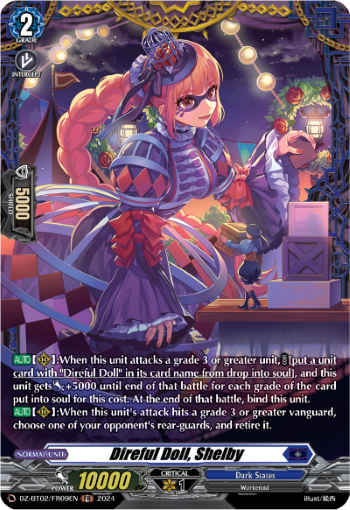 2
GRADE
INTERCEPT
5000
SHIELD
AUTO【R】:When this unit attacks a grade 3 or greater unit, COST [put a unit
card with "Direful Doll" in its card name from drop into soul], and this
unit gets +5000 until end of that battle for each grade of the card
put into soul for this cost. At the end of that battle, bind this unit.
AUTO【R】:When this unit's attack hits a grade 3 or greater vanguard,
choose one of your opponent's rear-guards, and retire it.
NORMAL UNIT
Direful Doll, Shelby
POWER 10000
CRITICAL
1
Dark States
Workeroid
DZ-BT02/FR09EN FR 2024
illust/絵西